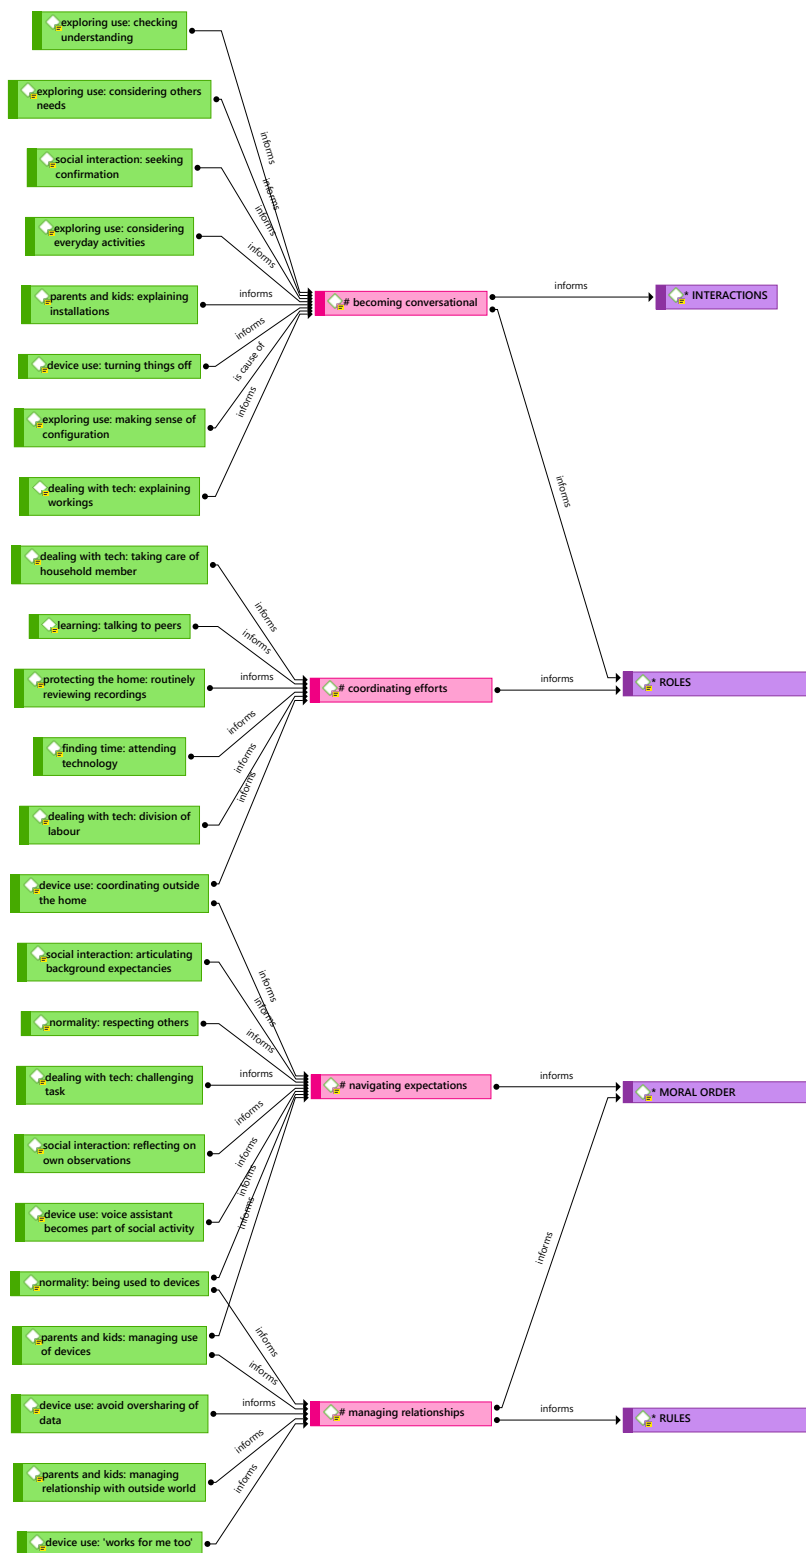 exploring use: checking
understanding
exploring use: considering others
needs
informs
social interaction: seeking
confirmation
informs
informs
exploring use: considering
everyday activities
informs
parents and kids: explaining
installations
informs
# becoming conversational
informs
* INTERACTIONS
informs
device use: turning things off
is cause of
exploring use: making sense of
configuration
informs
dealing with tech: explaining
workings
informs
dealing with tech: taking care of
household member
informs
learning: talking to peers
informs
protecting the home: routinely
reviewing recordings
informs
# coordinating efforts
informs
* ROLES
informs
finding time: attending
technology
informs
informs
dealing with tech: division of
labour
device use: coordinating outside
the home
informs
social interaction: articulating
background expectancies
informs
normality: respecting others
informs
dealing with tech: challenging
task
informs
# navigating expectations
informs
* MORAL ORDER
informs
social interaction: reflecting on
own observations
informs
informs
device use: voice assistant
becomes part of social activity
informs
informs
normality: being used to devices
informs
parents and kids: managing use
of devices
informs
device use: avoid oversharing of
data
informs
# managing relationships
informs
* RULES
informs
parents and kids: managing
relationship with outside world
informs
device use: 'works for me too'